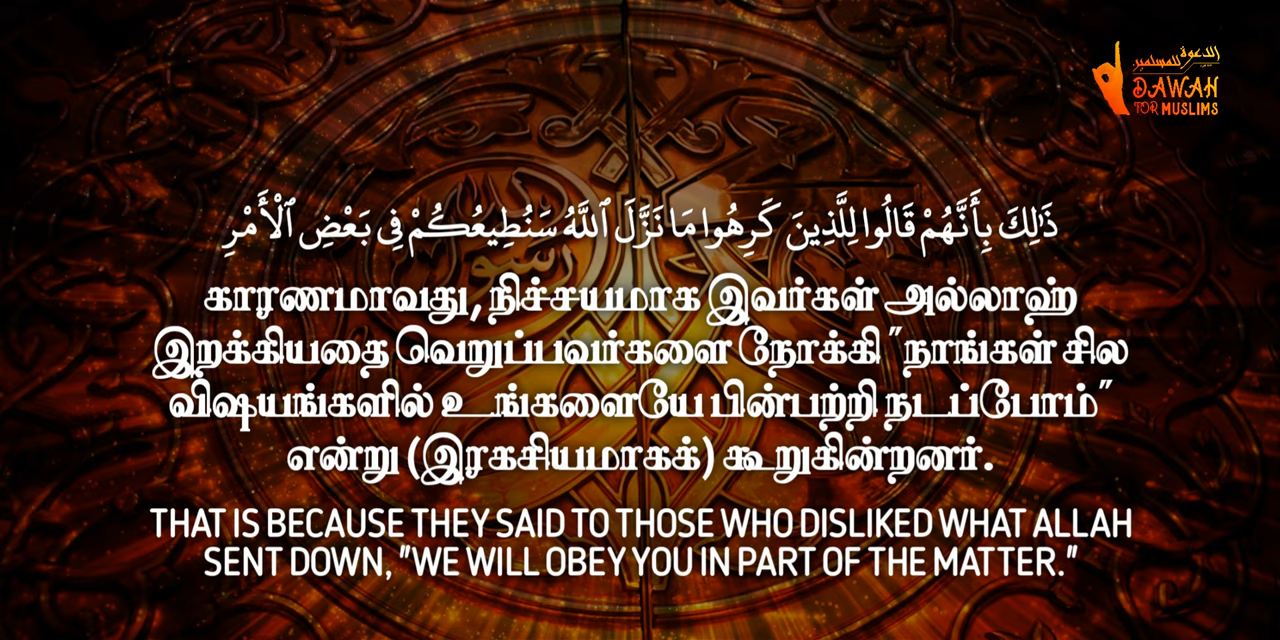 الدعوة للمسلمين
DAWAH
FOR MUSLIMS
ذَٰلِكَ بِأَنَّهُمْ قَالُوا لِلَّذِينَ كَرِهُوا مَا نَزَّلَ ٱللَّهُ سَنُطِيعُكُمْ فِى بَعْضِ ٱلْأَمْرِ
காரணமாவது, நிச்சயமாக இவர்கள் அல்லாஹ்
இறக்கியதை வெறுப்பவர்களை நோக்கி "நாங்கள் சில
விஷயங்களில் உங்களையே பின்பற்றி நடப்போம்"
என்று (இரகசியமாகக்) கூறுகின்றனர்.
THAT IS BECAUSE THEY SAID TO THOSE WHO DISLIKED WHAT ALLAH
SENT DOWN, "WE WILL OBEY YOU IN PART OF THE MATTER."